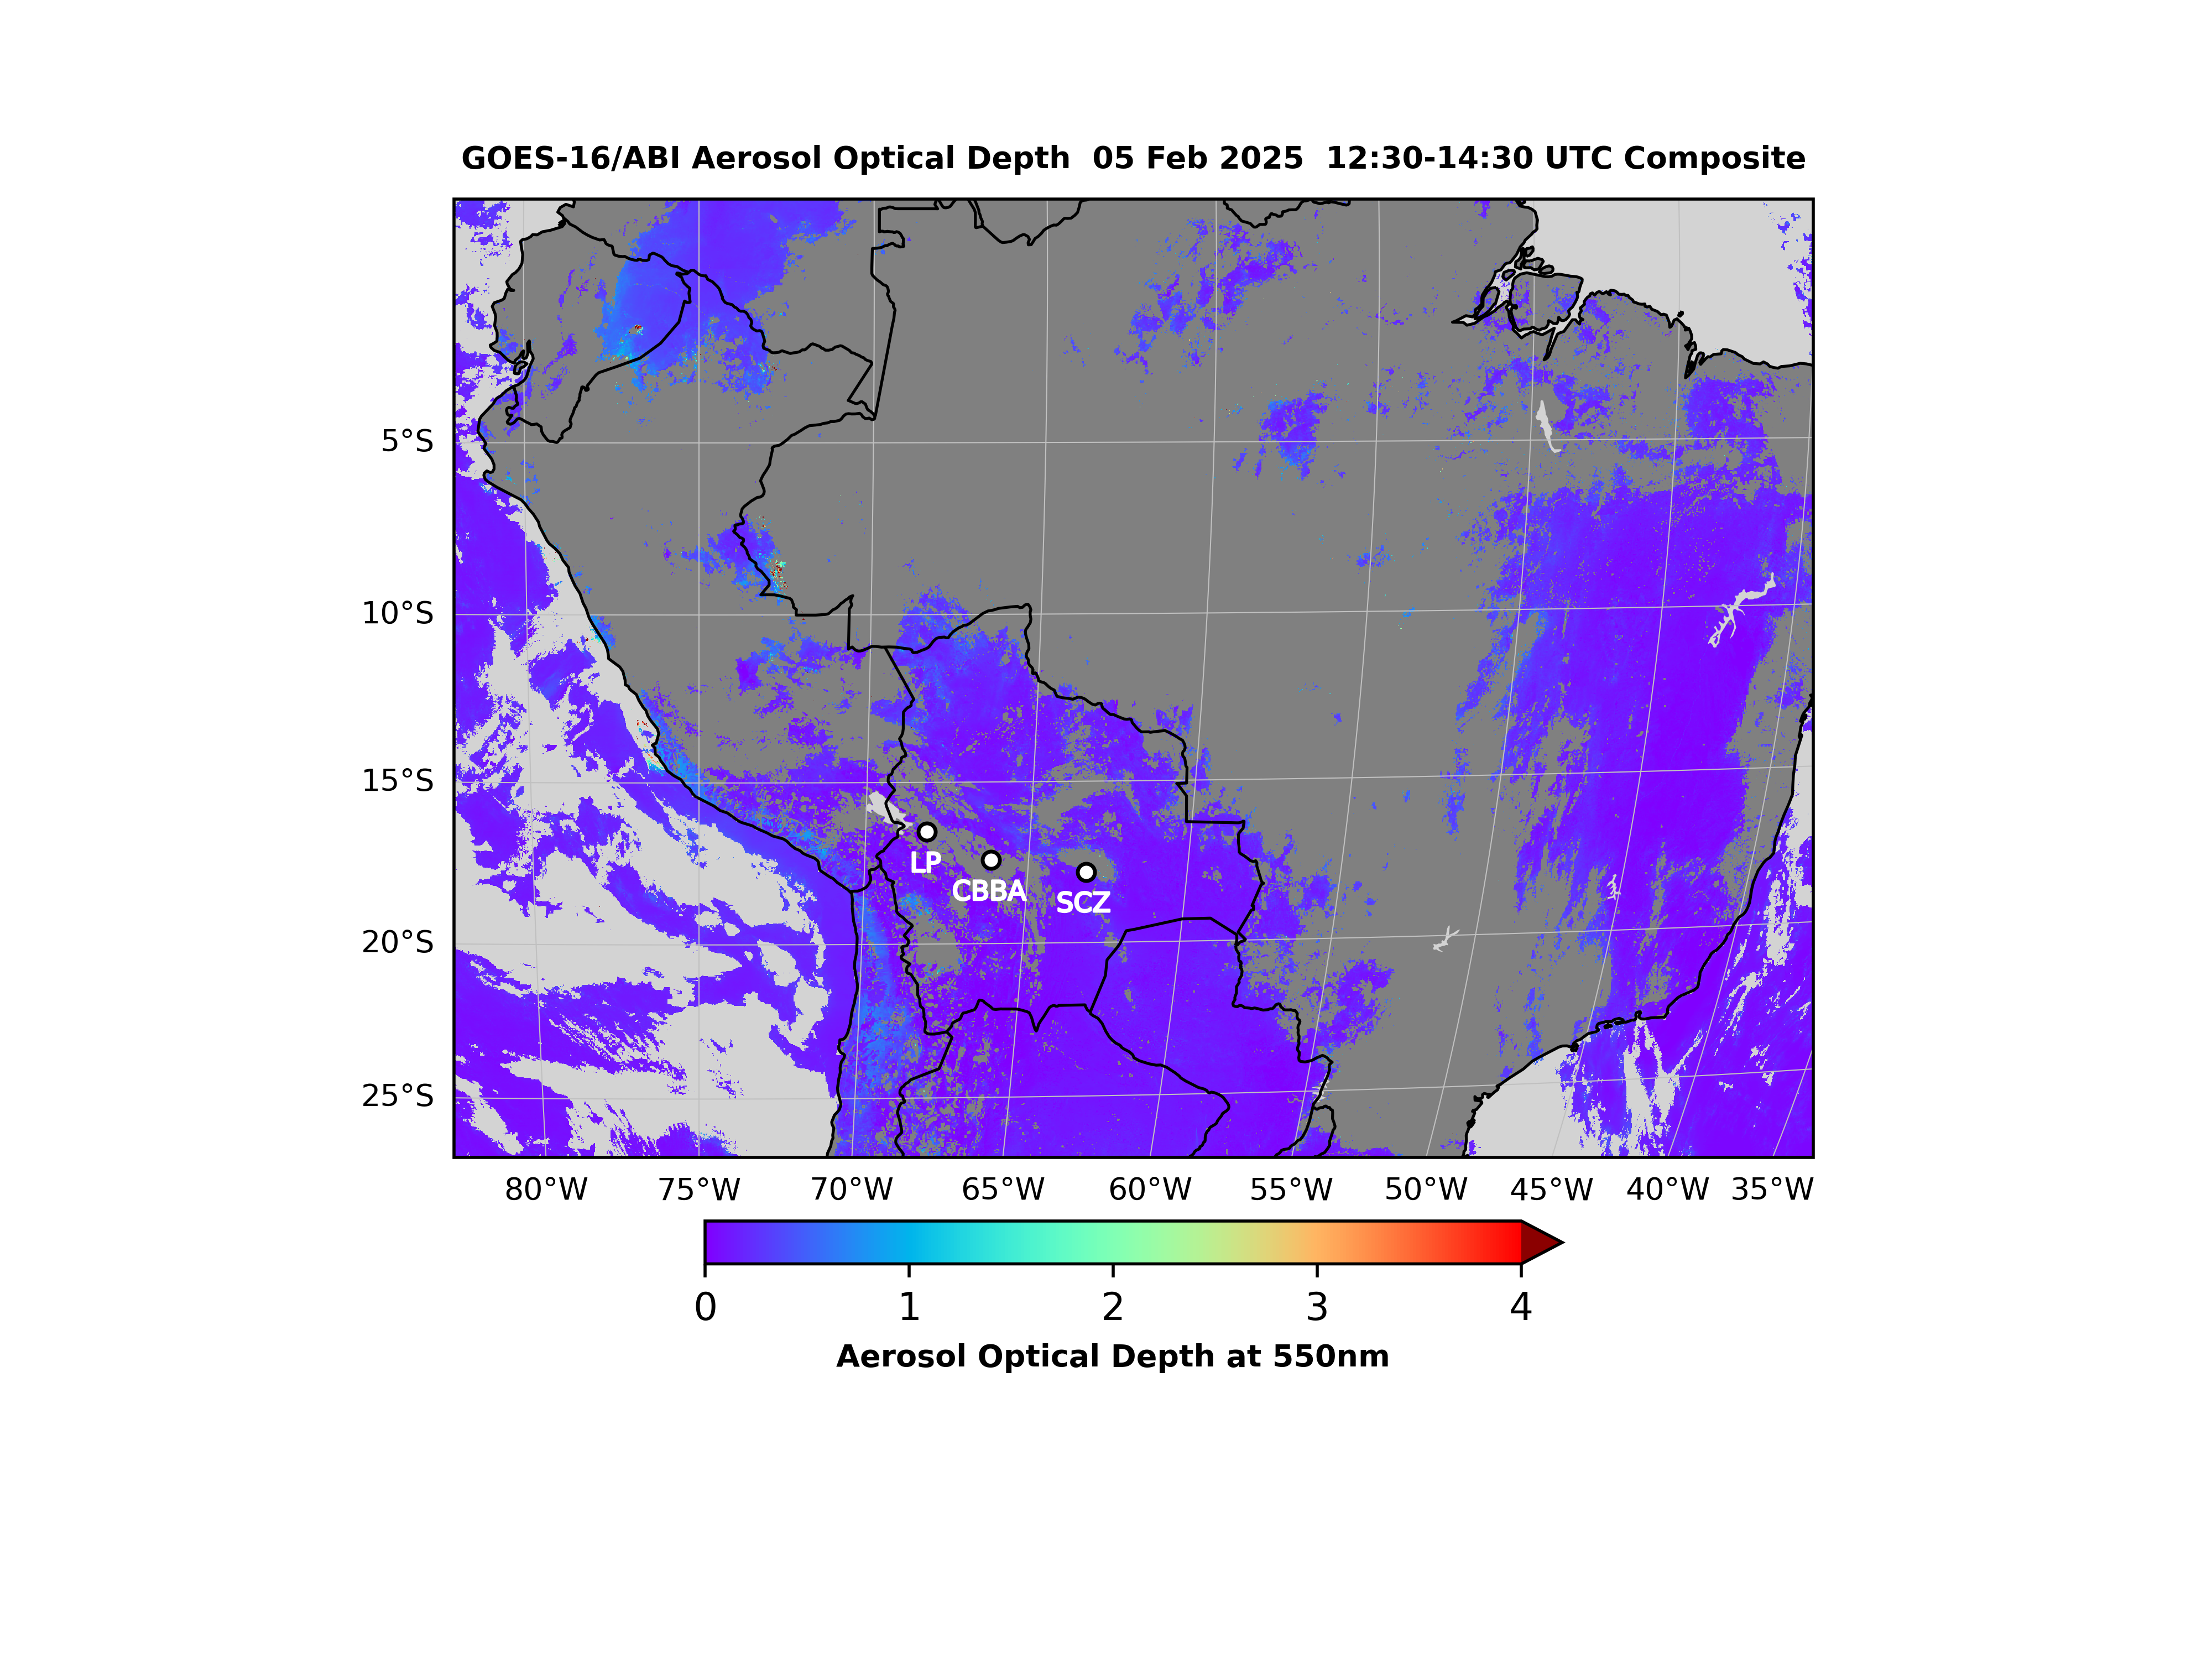 GOES-16/ABI Aerosol Optical Depth  05 Feb 2025  12:30-14:30 UTC Composite
5°S
10°S
15°S
20°S
25°S
LP
CBBA
SCZ
80°W 75°W 70°W 65°W 60°W 55°W 50°W 45°W 40°W 35°W
0 1 2 3 4
Aerosol Optical Depth at 550nm